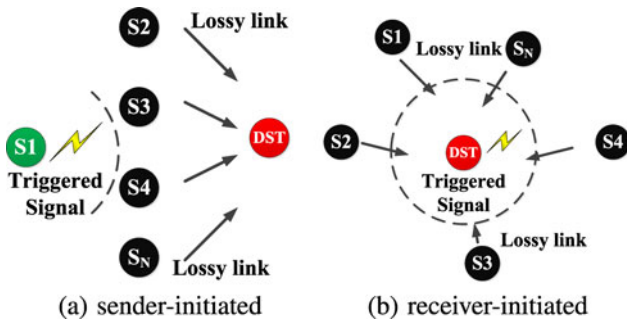 S2
Lossy link
S3
S1
DST
Triggered
Signal
S4
SN
Lossy link
(a) sender-initiated
S1
Lossy link
SN
S2
DST
S4
Triggered
Signal
Lossy link
S3
(b) receiver-initiated